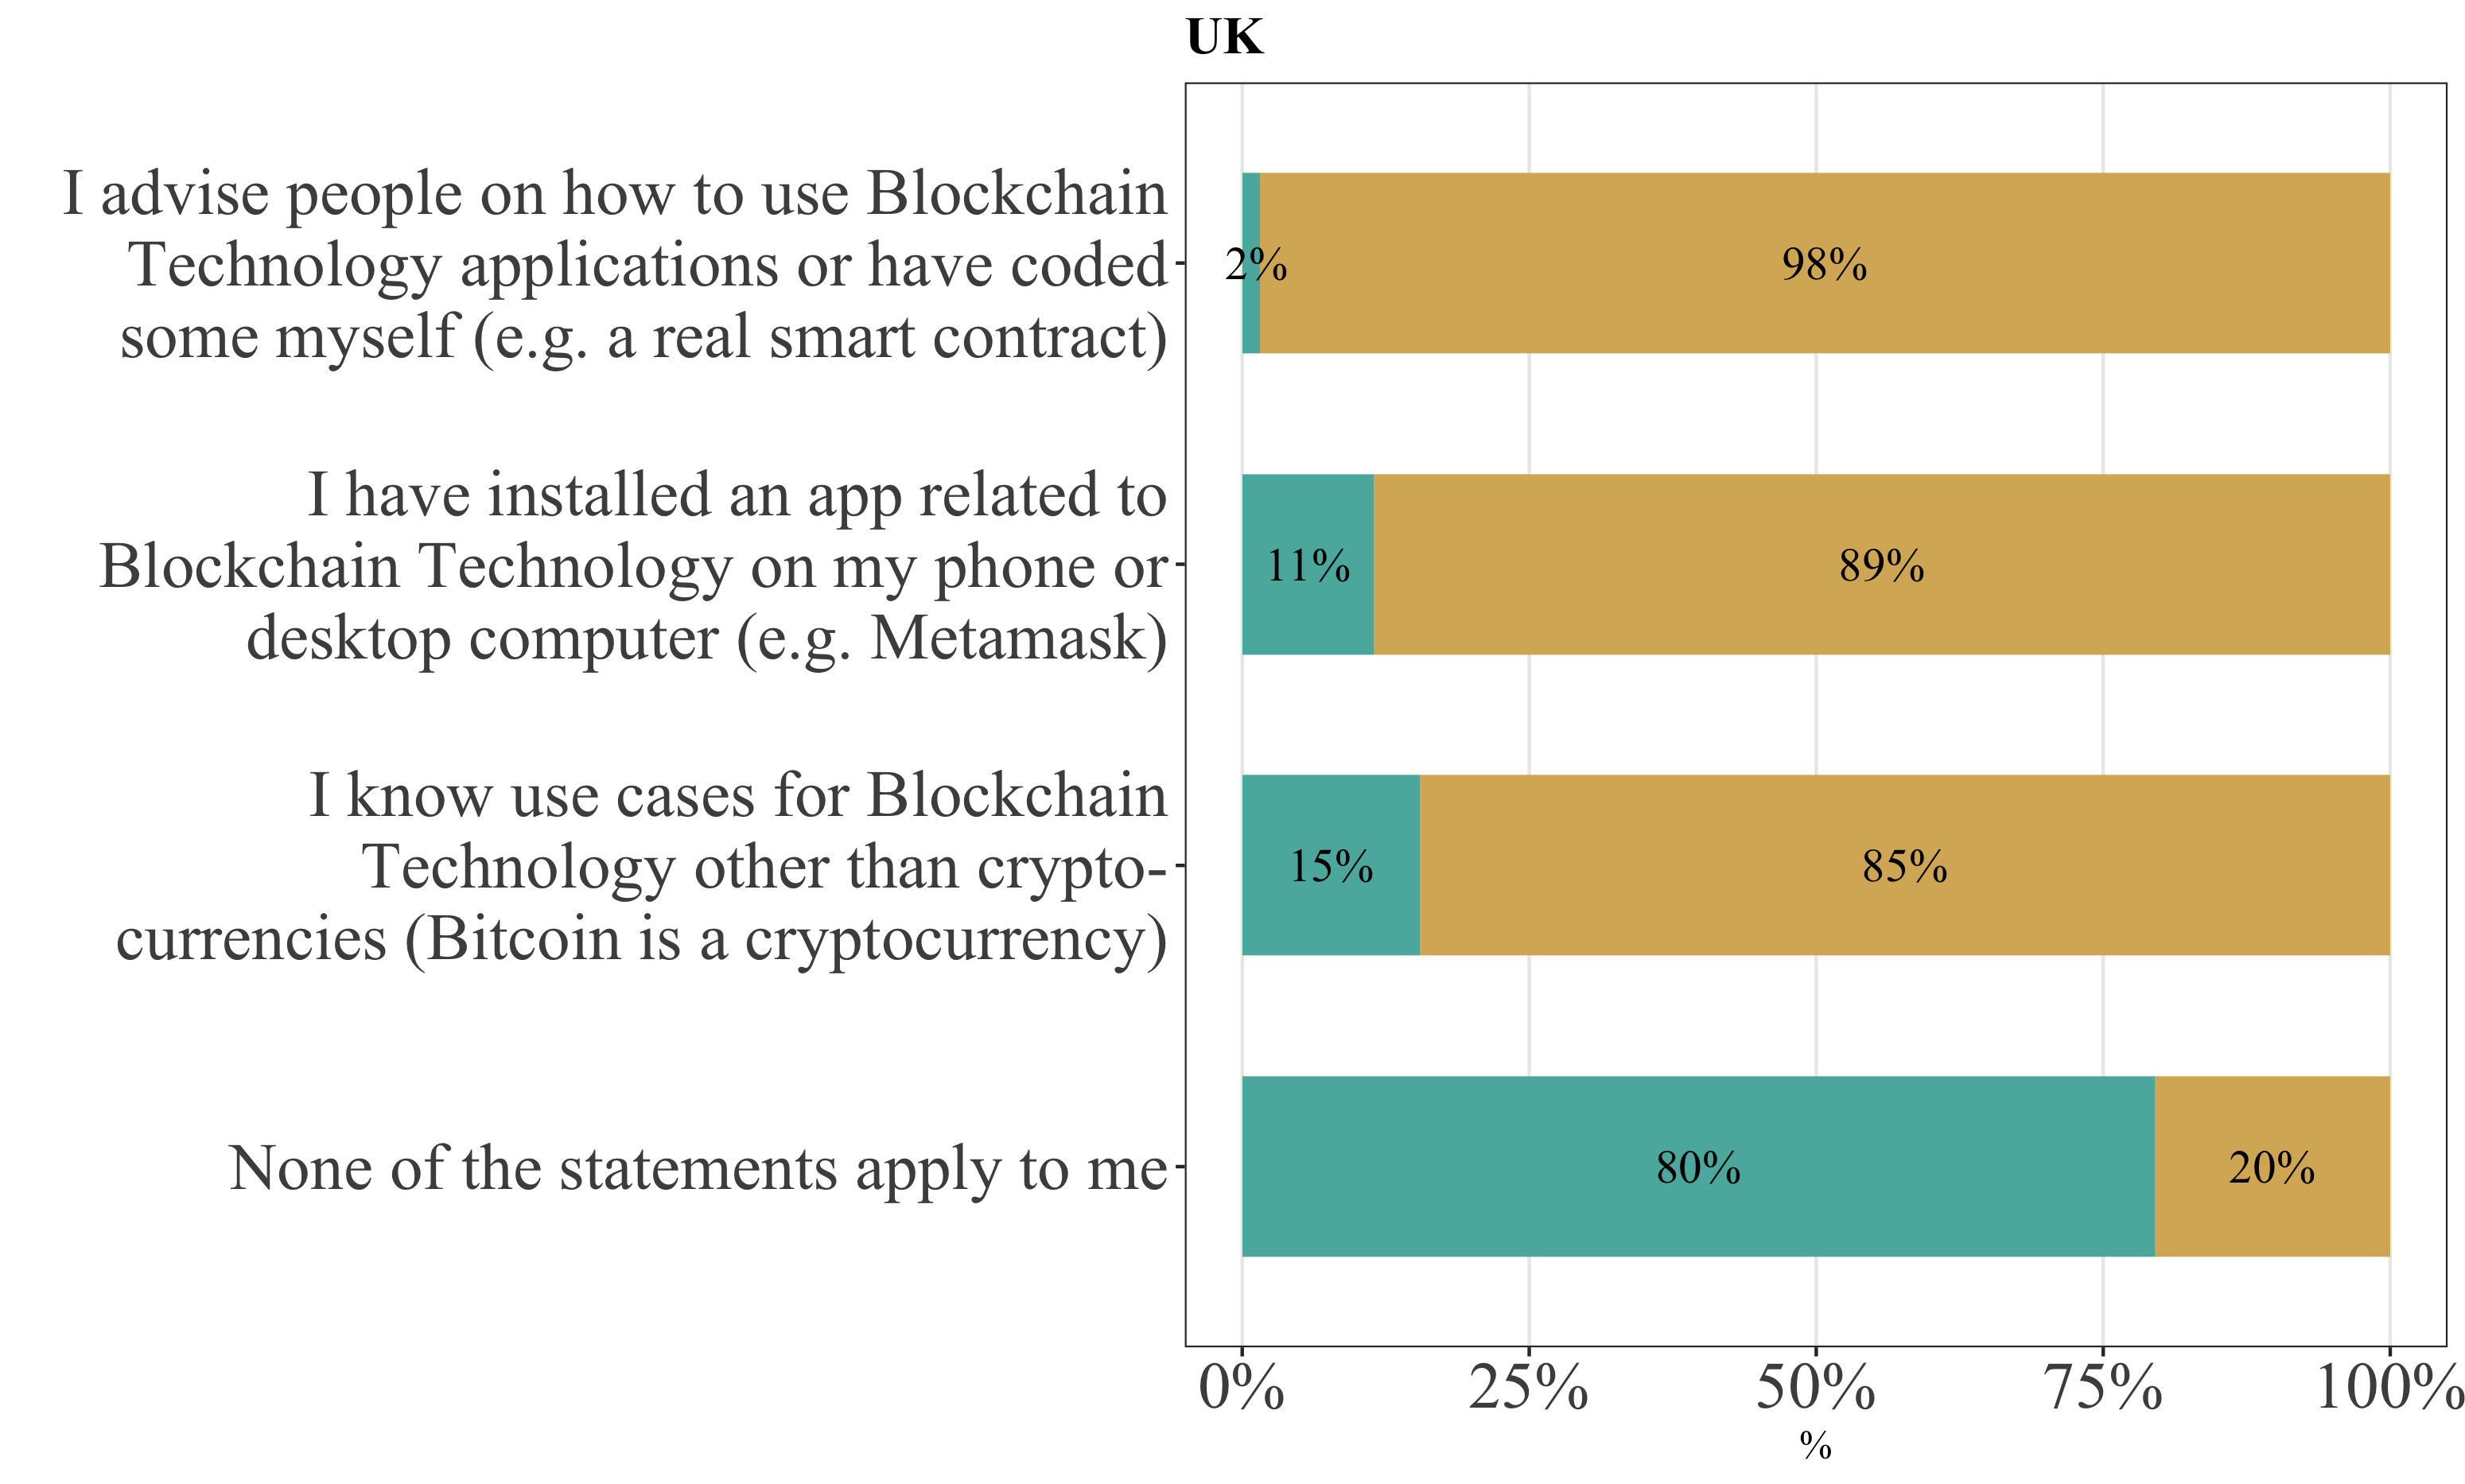 UK
I advise people on how to use Blockchain
Technology applications or have coded
some myself (e.g. a real smart contract)
2% 98%
I have installed an app related to
Blockchain Technology on my phone or
desktop computer (e.g. Metamask)
11% 89%
I know use cases for Blockchain
Technology other than crypto-
currencies (Bitcoin is a cryptocurrency)
15% 85%
None of the statements apply to me
80% 20%
0% 25% 50% 75% 100%
%